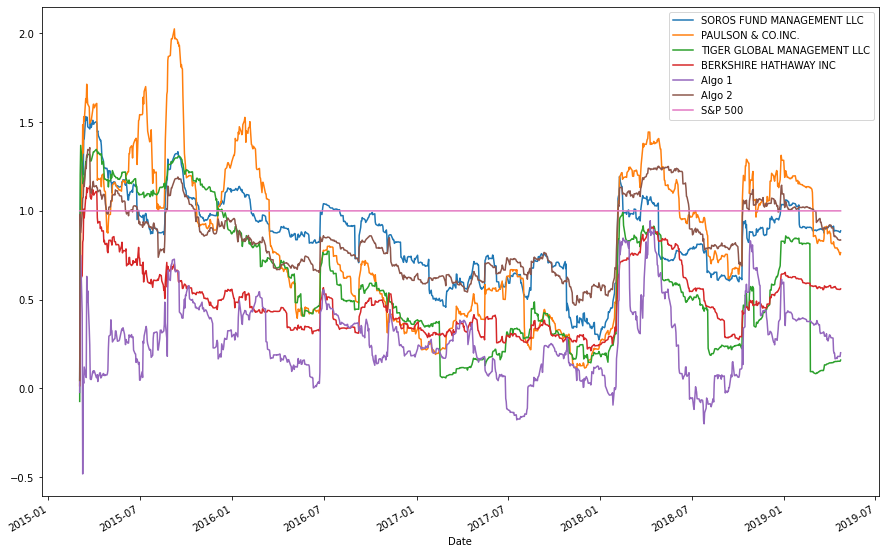 SOROS FUND MANAGEMENT LLC
PAULSON & CO.INC.
TIGER GLOBAL MANAGEMENT LLC
BERKSHIRE HATHAWAY INC
Algo 1
Algo 2
S&P 500
2.0
1.5
1.0
0.5
0.0
−0.5
2015-01
2015-07
2016-01
2016-07
2017-01
2017-07
2018-01
2018-07
2019-01
2019-07
Date